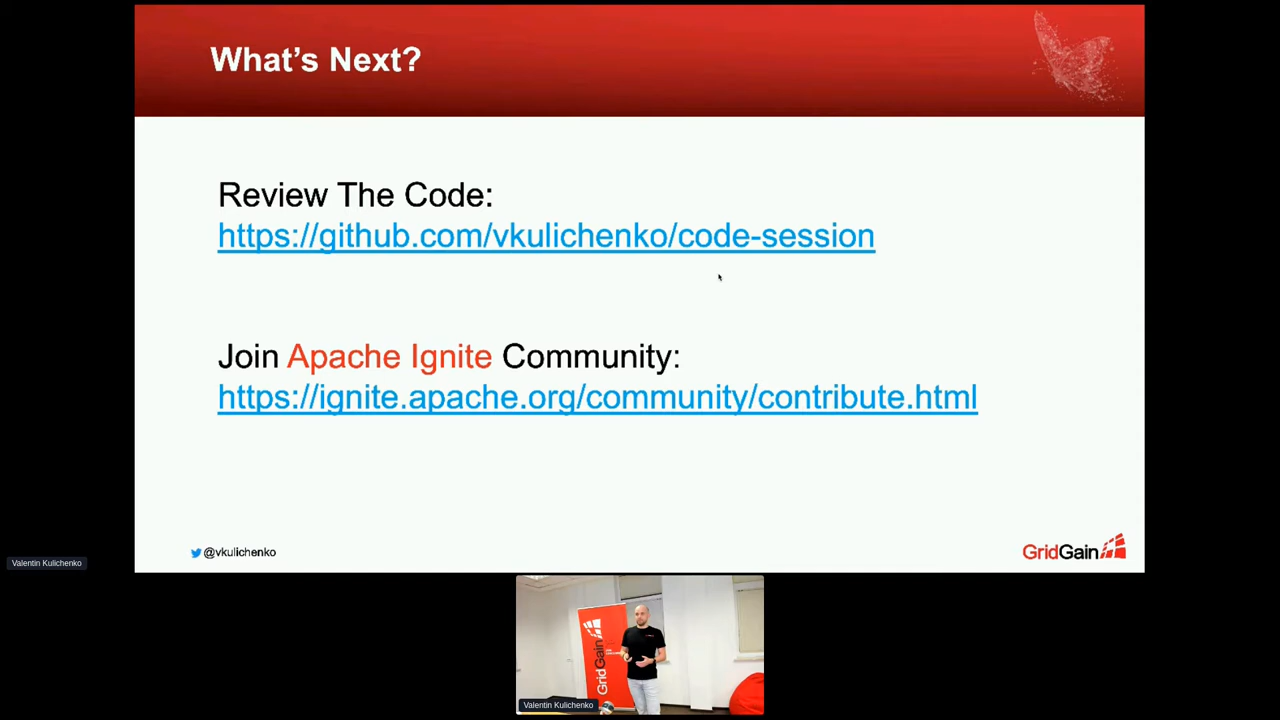 What's Next?
Review The Code:
https://github.com/vkulichenko/code-session
Join Apache Ignite Community:
https://ignite.apache.org/community/contribute.html
@vkulichenko
GridGain
Valentin Kulichenko
GridGain
Valentin Kulichenko